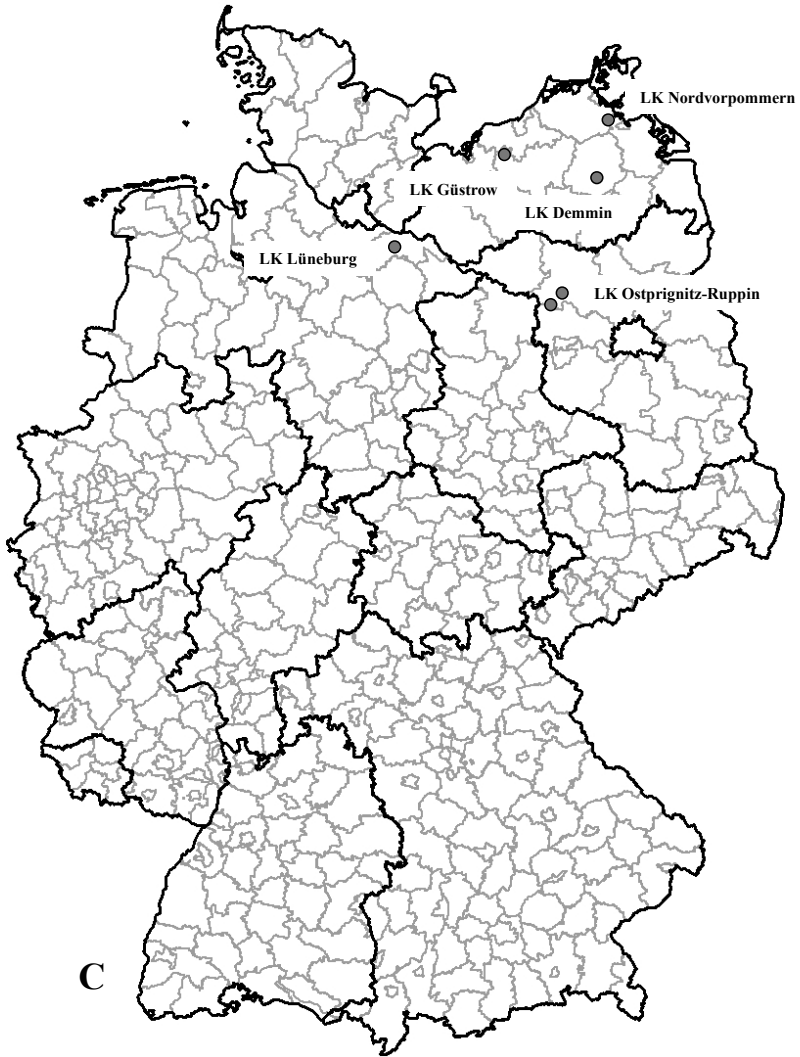 LK Nordvorpommern
LK Güstrow
LK Demmin
LK Lüneburg
LK Ostprignitz-Ruppin
C